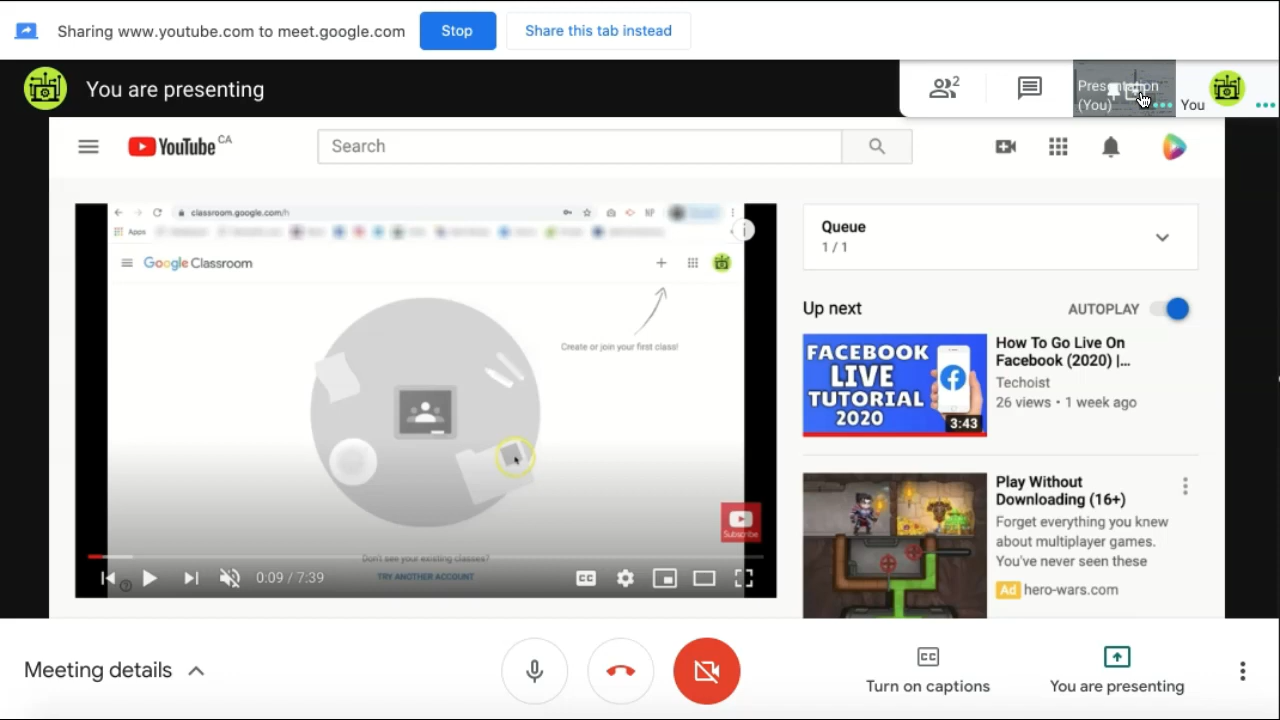 Sharing www.youtube.com to meet.google.com
Stop
Share this tab instead
You are presenting
2
Presentation
(You)
You
YouTube CA
Search
classroom.google.com/h
Apps
Google Classroom
Create or join your first class!
Don't see your existing classes?
TRY ANOTHER ACCOUNT
Subscribe
0:09 / 7:39
CC
Queue
1 / 1
Up next
AUTOPLAY
FACEBOOK
LIVE
TUTORIAL
2020
3:43
How To Go Live On
Facebook (2020) |...
Techoist
26 views • 1 week ago
Play Without
Downloading (16+)
Forget everything you knew
about multiplayer games.
You've never seen these
Ad hero-wars.com
Meeting details
CC
Turn on captions
You are presenting